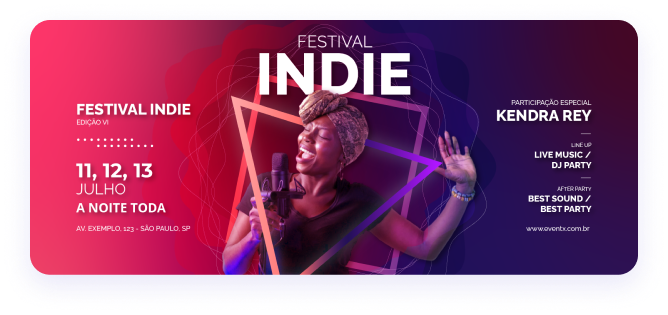 FESTIVAL
INDIE
FESTIVAL INDIE
EDIÇÃO VI
11, 12, 13
JULHO
A NOITE TODA
AV. EXEMPLO, 123 - SÃO PAULO, SP
PARTICIPAÇÃO ESPECIAL
KENDRA REY
LINE UP
LIVE MUSIC /
DJ PARTY
AFTER PARTY
BEST SOUND /
BEST PARTY
www.eventx.com.br